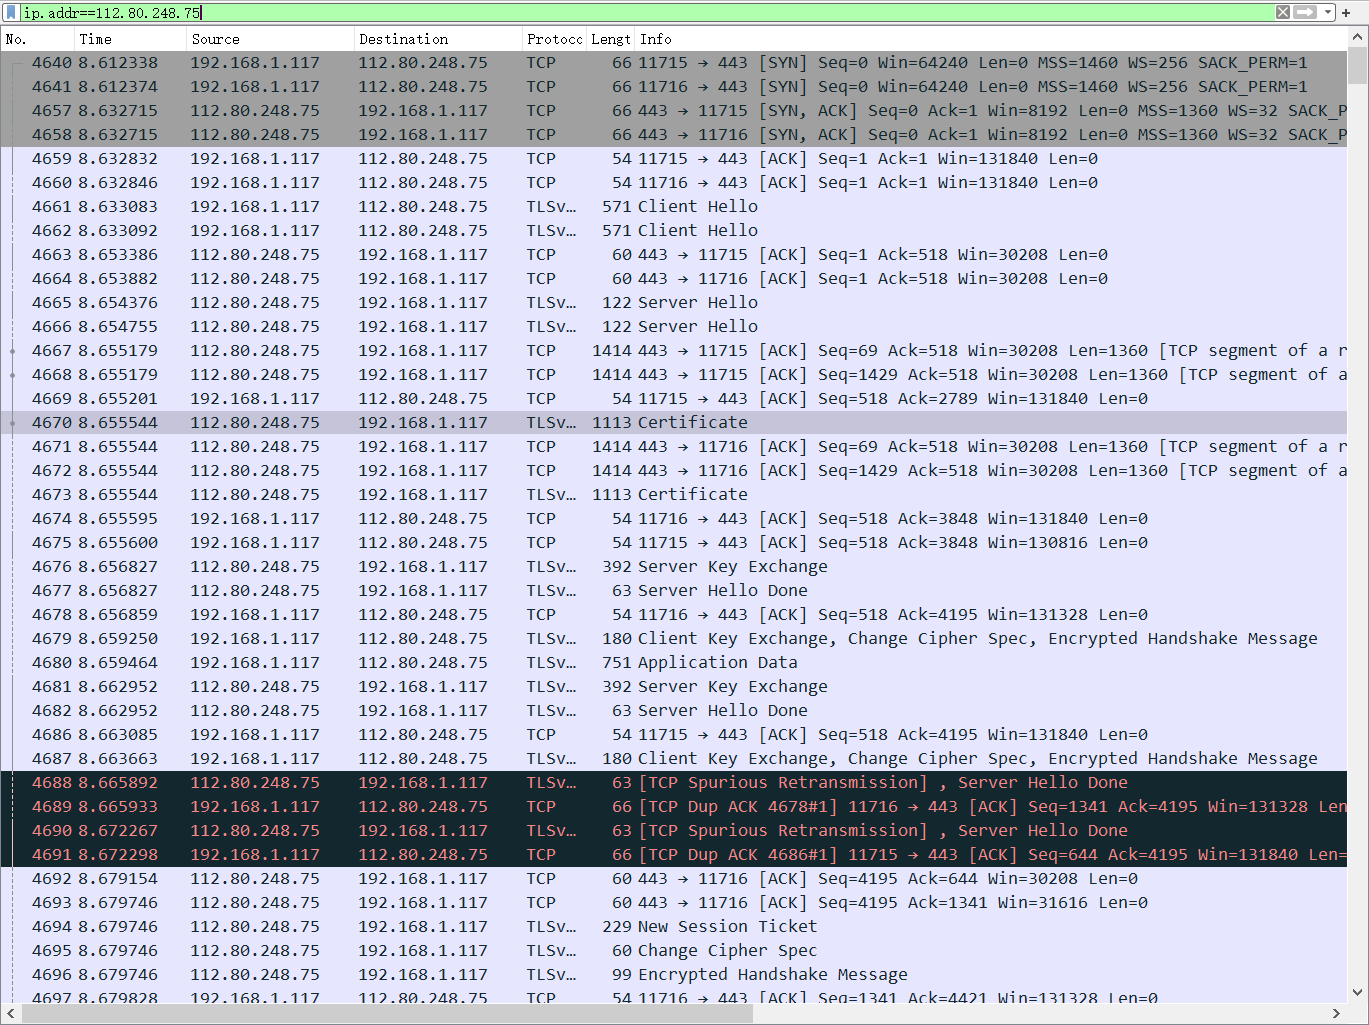 ip.addr==112.80.248.75
No. Time Source Destination Protocc Lengt Info
4640 8.612338 192.168.1.117 112.80.248.75 TCP 66 11715 → 443 [SYN] Seq=0 Win=64240 Len=0 MSS=1460 WS=256 SACK_PERM=1
4641 8.612374 192.168.1.117 112.80.248.75 TCP 66 11716 → 443 [SYN] Seq=0 Win=64240 Len=0 MSS=1460 WS=256 SACK_PERM=1
4657 8.632715 112.80.248.75 192.168.1.117 TCP 66 443 → 11715 [SYN, ACK] Seq=0 Ack=1 Win=8192 Len=0 MSS=1360 WS=32 SACK_P
4658 8.632715 112.80.248.75 192.168.1.117 TCP 66 443 → 11716 [SYN, ACK] Seq=0 Ack=1 Win=8192 Len=0 MSS=1360 WS=32 SACK_P
4659 8.632832 192.168.1.117 112.80.248.75 TCP 54 11715 → 443 [ACK] Seq=1 Ack=1 Win=131840 Len=0
4660 8.632846 192.168.1.117 112.80.248.75 TCP 54 11716 → 443 [ACK] Seq=1 Ack=1 Win=131840 Len=0
4661 8.633083 192.168.1.117 112.80.248.75 TLSv… 571 Client Hello
4662 8.633092 192.168.1.117 112.80.248.75 TLSv… 571 Client Hello
4663 8.653386 112.80.248.75 192.168.1.117 TCP 60 443 → 11715 [ACK] Seq=1 Ack=518 Win=30208 Len=0
4664 8.653882 112.80.248.75 192.168.1.117 TCP 60 443 → 11716 [ACK] Seq=1 Ack=518 Win=30208 Len=0
4665 8.654376 112.80.248.75 192.168.1.117 TLSv… 122 Server Hello
4666 8.654755 112.80.248.75 192.168.1.117 TLSv… 122 Server Hello
4667 8.655179 112.80.248.75 192.168.1.117 TCP 1414 443 → 11715 [ACK] Seq=69 Ack=518 Win=30208 Len=1360 [TCP segment of a r
4668 8.655179 112.80.248.75 192.168.1.117 TCP 1414 443 → 11715 [ACK] Seq=1429 Ack=518 Win=30208 Len=1360 [TCP segment of a
4669 8.655201 192.168.1.117 112.80.248.75 TCP 54 11715 → 443 [ACK] Seq=518 Ack=2789 Win=131840 Len=0
4670 8.655544 112.80.248.75 192.168.1.117 TLSv… 1113 Certificate
4671 8.655544 112.80.248.75 192.168.1.117 TCP 1414 443 → 11716 [ACK] Seq=69 Ack=518 Win=30208 Len=1360 [TCP segment of a r
4672 8.655544 112.80.248.75 192.168.1.117 TCP 1414 443 → 11716 [ACK] Seq=1429 Ack=518 Win=30208 Len=1360 [TCP segment of a
4673 8.655544 112.80.248.75 192.168.1.117 TLSv… 1113 Certificate
4674 8.655595 192.168.1.117 112.80.248.75 TCP 54 11716 → 443 [ACK] Seq=518 Ack=3848 Win=131840 Len=0
4675 8.655600 192.168.1.117 112.80.248.75 TCP 54 11715 → 443 [ACK] Seq=518 Ack=3848 Win=130816 Len=0
4676 8.656827 112.80.248.75 192.168.1.117 TLSv… 392 Server Key Exchange
4677 8.656827 112.80.248.75 192.168.1.117 TLSv… 63 Server Hello Done
4678 8.656859 192.168.1.117 112.80.248.75 TCP 54 11716 → 443 [ACK] Seq=518 Ack=4195 Win=131328 Len=0
4679 8.659250 192.168.1.117 112.80.248.75 TLSv… 180 Client Key Exchange, Change Cipher Spec, Encrypted Handshake Message
4680 8.659464 192.168.1.117 112.80.248.75 TLSv… 751 Application Data
4681 8.662952 112.80.248.75 192.168.1.117 TLSv… 392 Server Key Exchange
4682 8.662952 112.80.248.75 192.168.1.117 TLSv… 63 Server Hello Done
4686 8.663085 192.168.1.117 112.80.248.75 TCP 54 11715 → 443 [ACK] Seq=518 Ack=4195 Win=131840 Len=0
4687 8.663663 192.168.1.117 112.80.248.75 TLSv… 180 Client Key Exchange, Change Cipher Spec, Encrypted Handshake Message
4688 8.665892 112.80.248.75 192.168.1.117 TLSv… 63 [TCP Spurious Retransmission] , Server Hello Done
4689 8.665933 192.168.1.117 112.80.248.75 TCP 66 [TCP Dup ACK 4678#1] 11716 → 443 [ACK] Seq=1341 Ack=4195 Win=131328 Len
4690 8.672267 112.80.248.75 192.168.1.117 TLSv… 63 [TCP Spurious Retransmission] , Server Hello Done
4691 8.672298 192.168.1.117 112.80.248.75 TCP 66 [TCP Dup ACK 4686#1] 11715 → 443 [ACK] Seq=644 Ack=4195 Win=131840 Len=
4692 8.679154 112.80.248.75 192.168.1.117 TCP 60 443 → 11716 [ACK] Seq=4195 Ack=644 Win=30208 Len=0
4693 8.679746 112.80.248.75 192.168.1.117 TCP 60 443 → 11716 [ACK] Seq=4195 Ack=1341 Win=31616 Len=0
4694 8.679746 112.80.248.75 192.168.1.117 TLSv… 229 New Session Ticket
4695 8.679746 112.80.248.75 192.168.1.117 TLSv… 60 Change Cipher Spec
4696 8.679746 112.80.248.75 192.168.1.117 TLSv… 99 Encrypted Handshake Message
4697 8.679828 192.168.1.117 112.80.248.75 TCP 54 11716 → 443 [ACK] Seq=1341 Ack=4421 Win=131328 Len=0